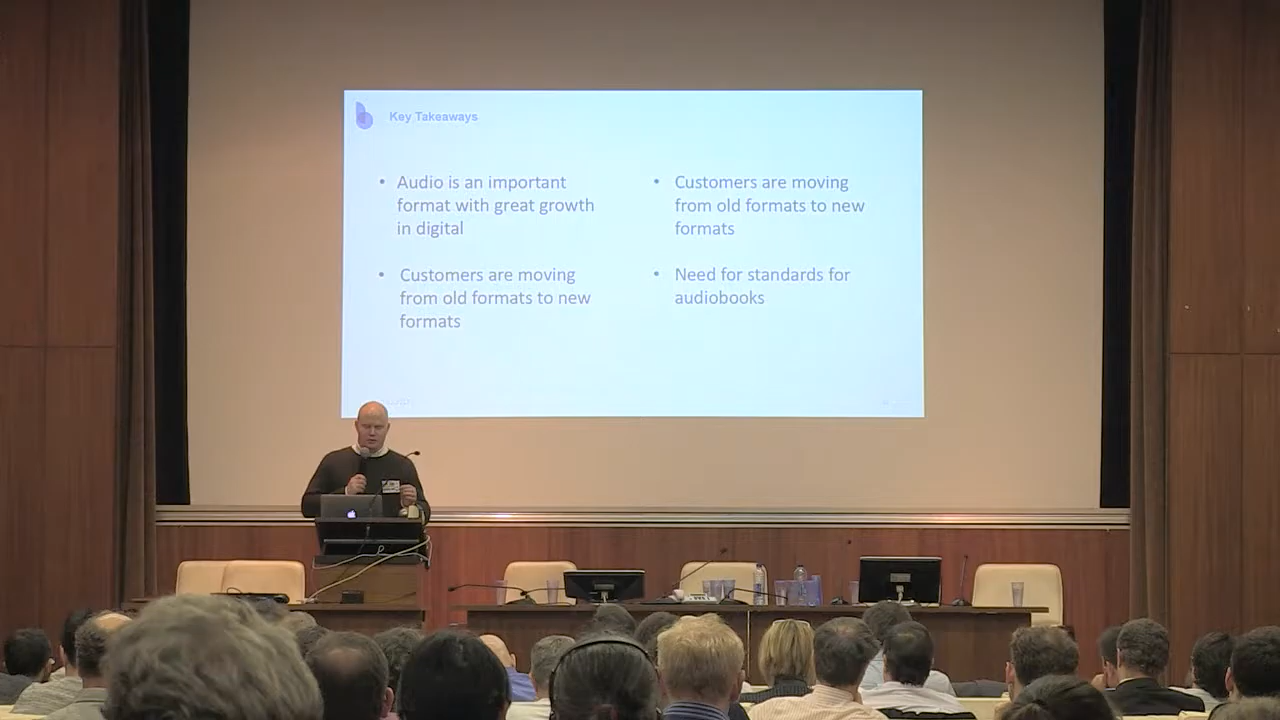 Key Takeaways
• Audio is an important
format with great growth
in digital
• Customers are moving
from old formats to new
formats
• Customers are moving
from old formats to new
formats
• Need for standards for
audiobooks